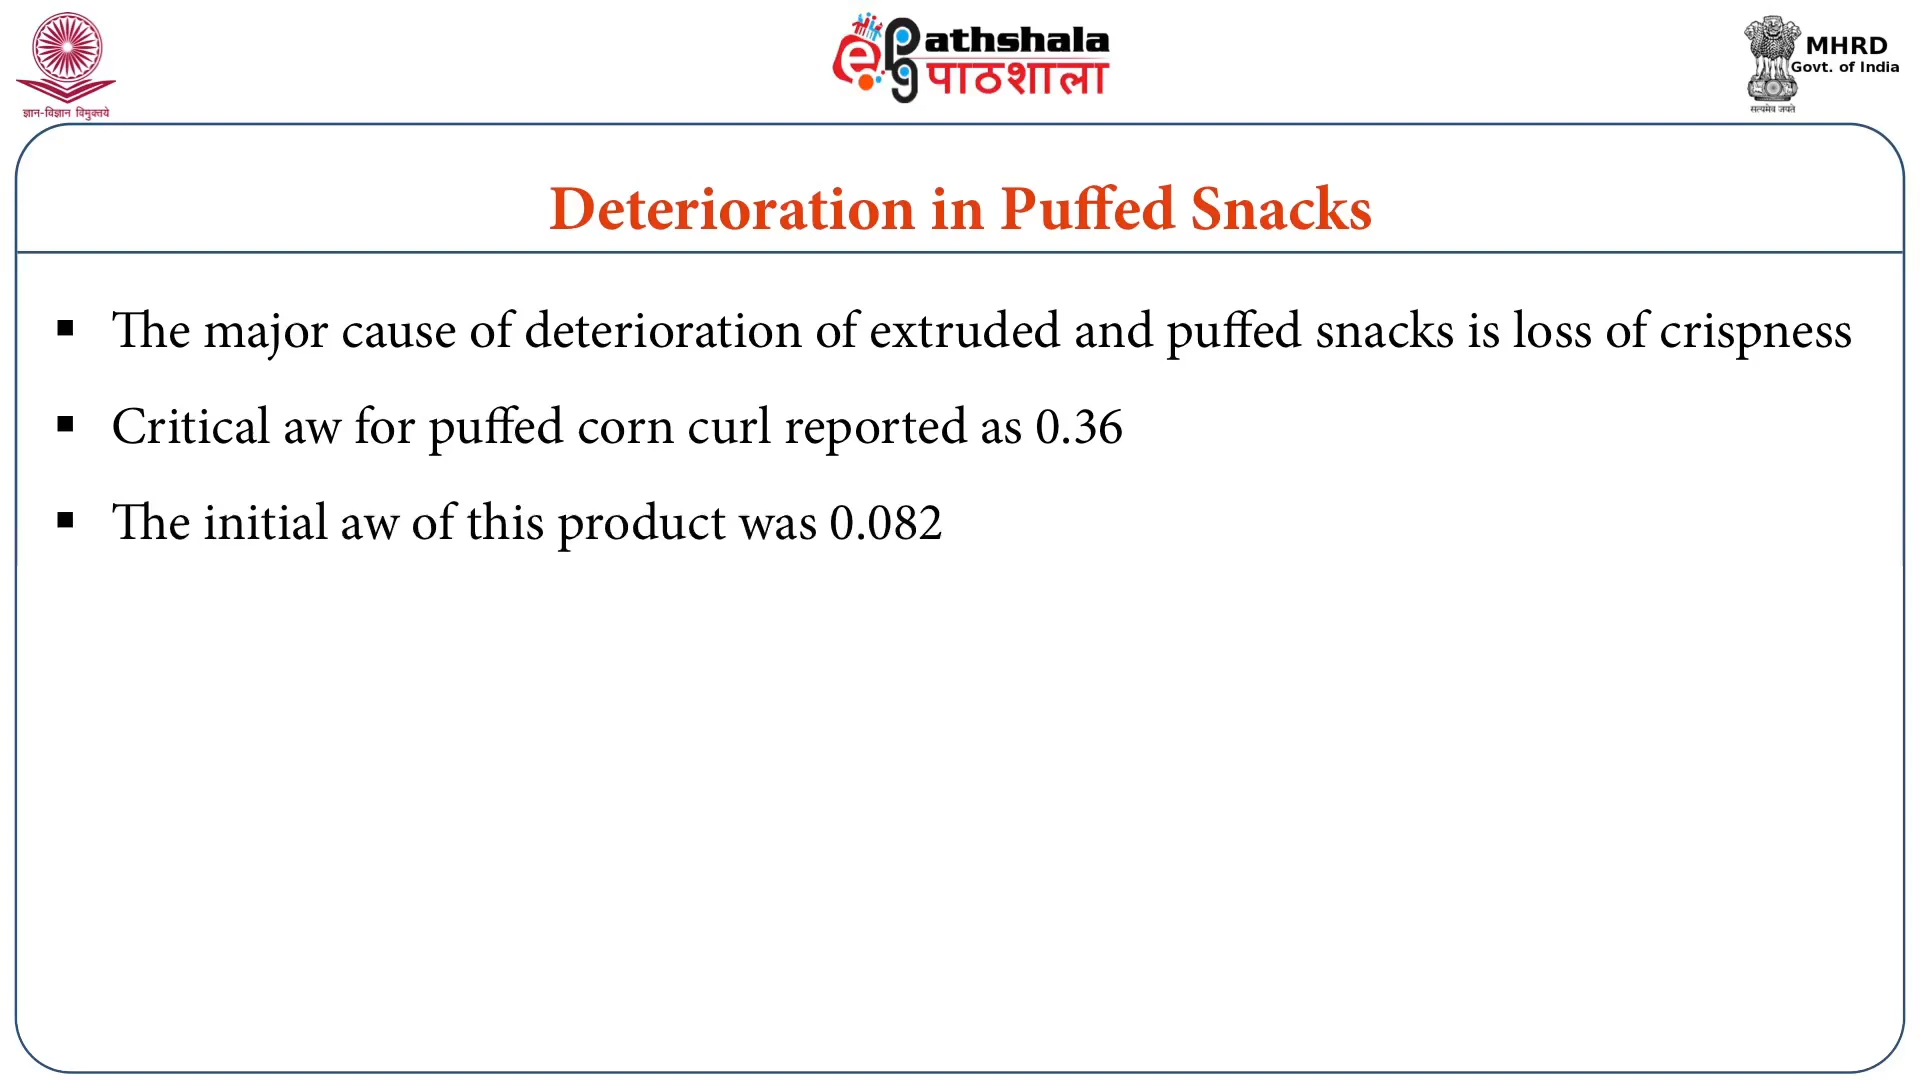 ज्ञान-विज्ञान विमुक्तये
ePathshala
पाठशाला
MHRD
Govt. of India
सत्यमेव जयते
Deterioration in Puffed Snacks
▪ The major cause of deterioration of extruded and puffed snacks is loss of crispness
▪ Critical aw for puffed corn curl reported as 0.36
▪ The initial aw of this product was 0.082